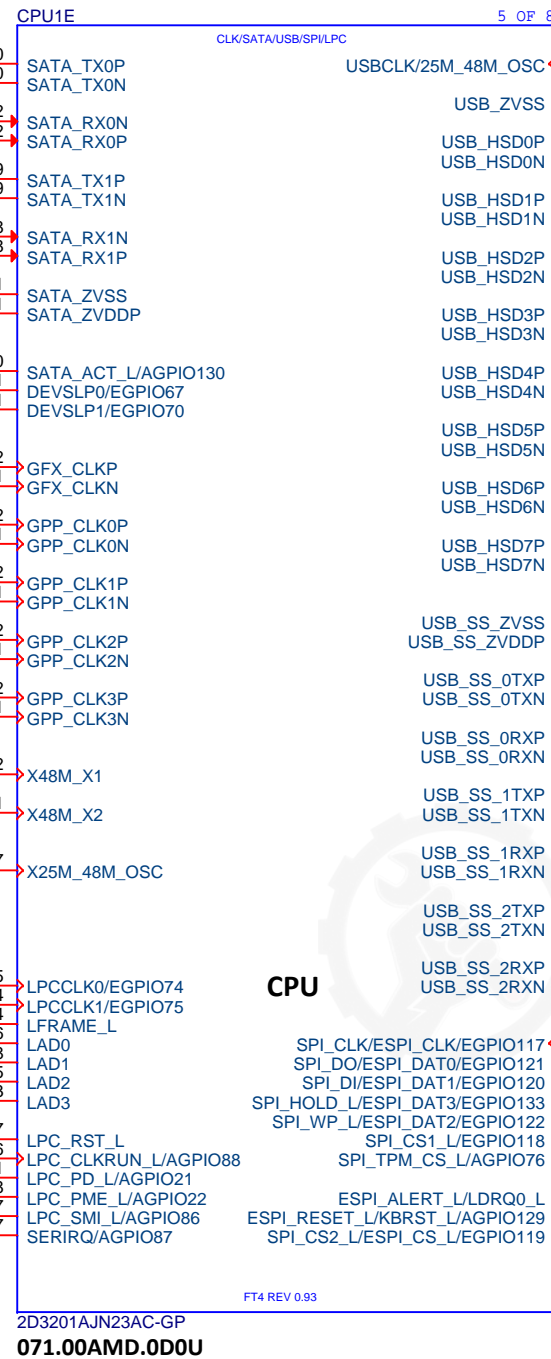 CPU1E
5 OF 8
CLK/SATA/USB/SPI/LPC
SATA_TX0P
SATA_TX0N
SATA_RX0N
SATA_RX0P
SATA_TX1P
SATA_TX1N
SATA_RX1N
SATA_RX1P
SATA_ZVSS
SATA_ZVDDP
SATA_ACT_L/AGPIO130
DEVSLP0/EGPIO67
DEVSLP1/EGPIO70
GFX_CLKP
GFX_CLKN
GPP_CLK0P
GPP_CLK0N
GPP_CLK1P
GPP_CLK1N
GPP_CLK2P
GPP_CLK2N
GPP_CLK3P
GPP_CLK3N
X48M_X1
X48M_X2
X25M_48M_OSC
LPCCLK0/EGPIO74
LPCCLK1/EGPIO75
LFRAME_L
LAD0
LAD1
LAD2
LAD3
LPC_RST_L
LPC_CLKRUN_L/AGPIO88
LPC_PD_L/AGPIO21
LPC_PME_L/AGPIO22
LPC_SMI_L/AGPIO86
SERIRQ/AGPIO87
CPU
USBCLK/25M_48M_OSC
USB_ZVSS
USB_HSD0P
USB_HSD0N
USB_HSD1P
USB_HSD1N
USB_HSD2P
USB_HSD2N
USB_HSD3P
USB_HSD3N
USB_HSD4P
USB_HSD4N
USB_HSD5P
USB_HSD5N
USB_HSD6P
USB_HSD6N
USB_HSD7P
USB_HSD7N
USB_SS_ZVSS
USB_SS_ZVDDP
USB_SS_0TXP
USB_SS_0TXN
USB_SS_0RXP
USB_SS_0RXN
USB_SS_1TXP
USB_SS_1TXN
USB_SS_1RXP
USB_SS_1RXN
USB_SS_2TXP
USB_SS_2TXN
USB_SS_2RXP
USB_SS_2RXN
SPI_CLK/ESPI_CLK/EGPIO117
SPI_DO/ESPI_DAT0/EGPIO121
SPI_DI/ESPI_DAT1/EGPIO120
SPI_HOLD_L/ESPI_DAT3/EGPIO133
SPI_WP_L/ESPI_DAT2/EGPIO122
SPI_CS1_L/EGPIO118
SPI_TPM_CS_L/AGPIO76
ESPI_ALERT_L/LDRQ0_L
ESPI_RESET_L/KBRST_L/AGPIO129
SPI_CS2_L/ESPI_CS_L/EGPIO119
FT4 REV 0.93
2D3201AJN23AC-GP
071.00AMD.0D0U